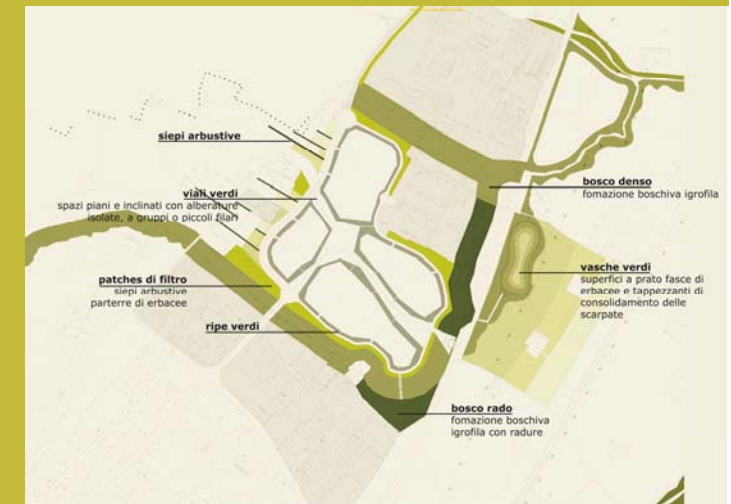 siepi arbustive
viali verdi
spazi piani e inclinati con alberature
isolate, a gruppi o piccoli filari
patches di filtro
siepi arbustive
parterre di erbacee
ripe verdi
bosco denso
fomazione boschiva igrofila
vasche verdi
superfici a prato fasce di
erbacee e tappezzanti di
consolidamento delle
scarpate
bosco rado
fomazione boschiva
igrofila con radure